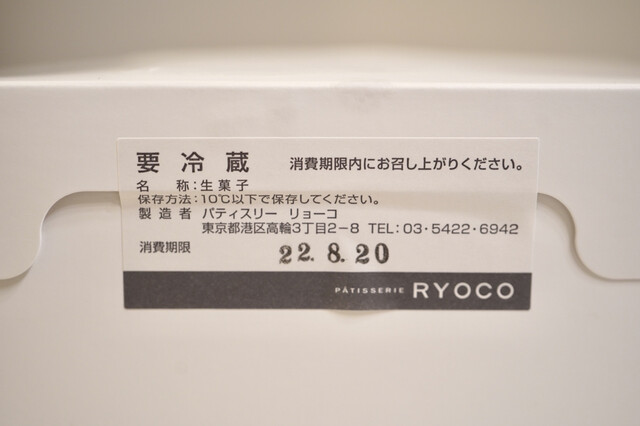 要冷蔵 消費期限内にお召し上がりください。
名　称：生菓子
保存方法：10℃以下で保存してください。
製造者 パティスリー リョーコ
東京都港区高輪3丁目2－8 TEL：03・5422・6942
消費期限 22.8.20
PÂTISSERIE RYOCO